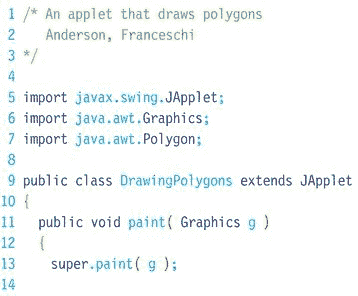 1 /* An applet that draws polygons
2    Anderson, Franceschi
3 */
4
5 import javax.swing.JApplet;
6 import java.awt.Graphics;
7 import java.awt.Polygon;
8
9 public class DrawingPolygons extends JApplet
10 {
11   public void paint( Graphics g )
12   {
13     super.paint( g );
14